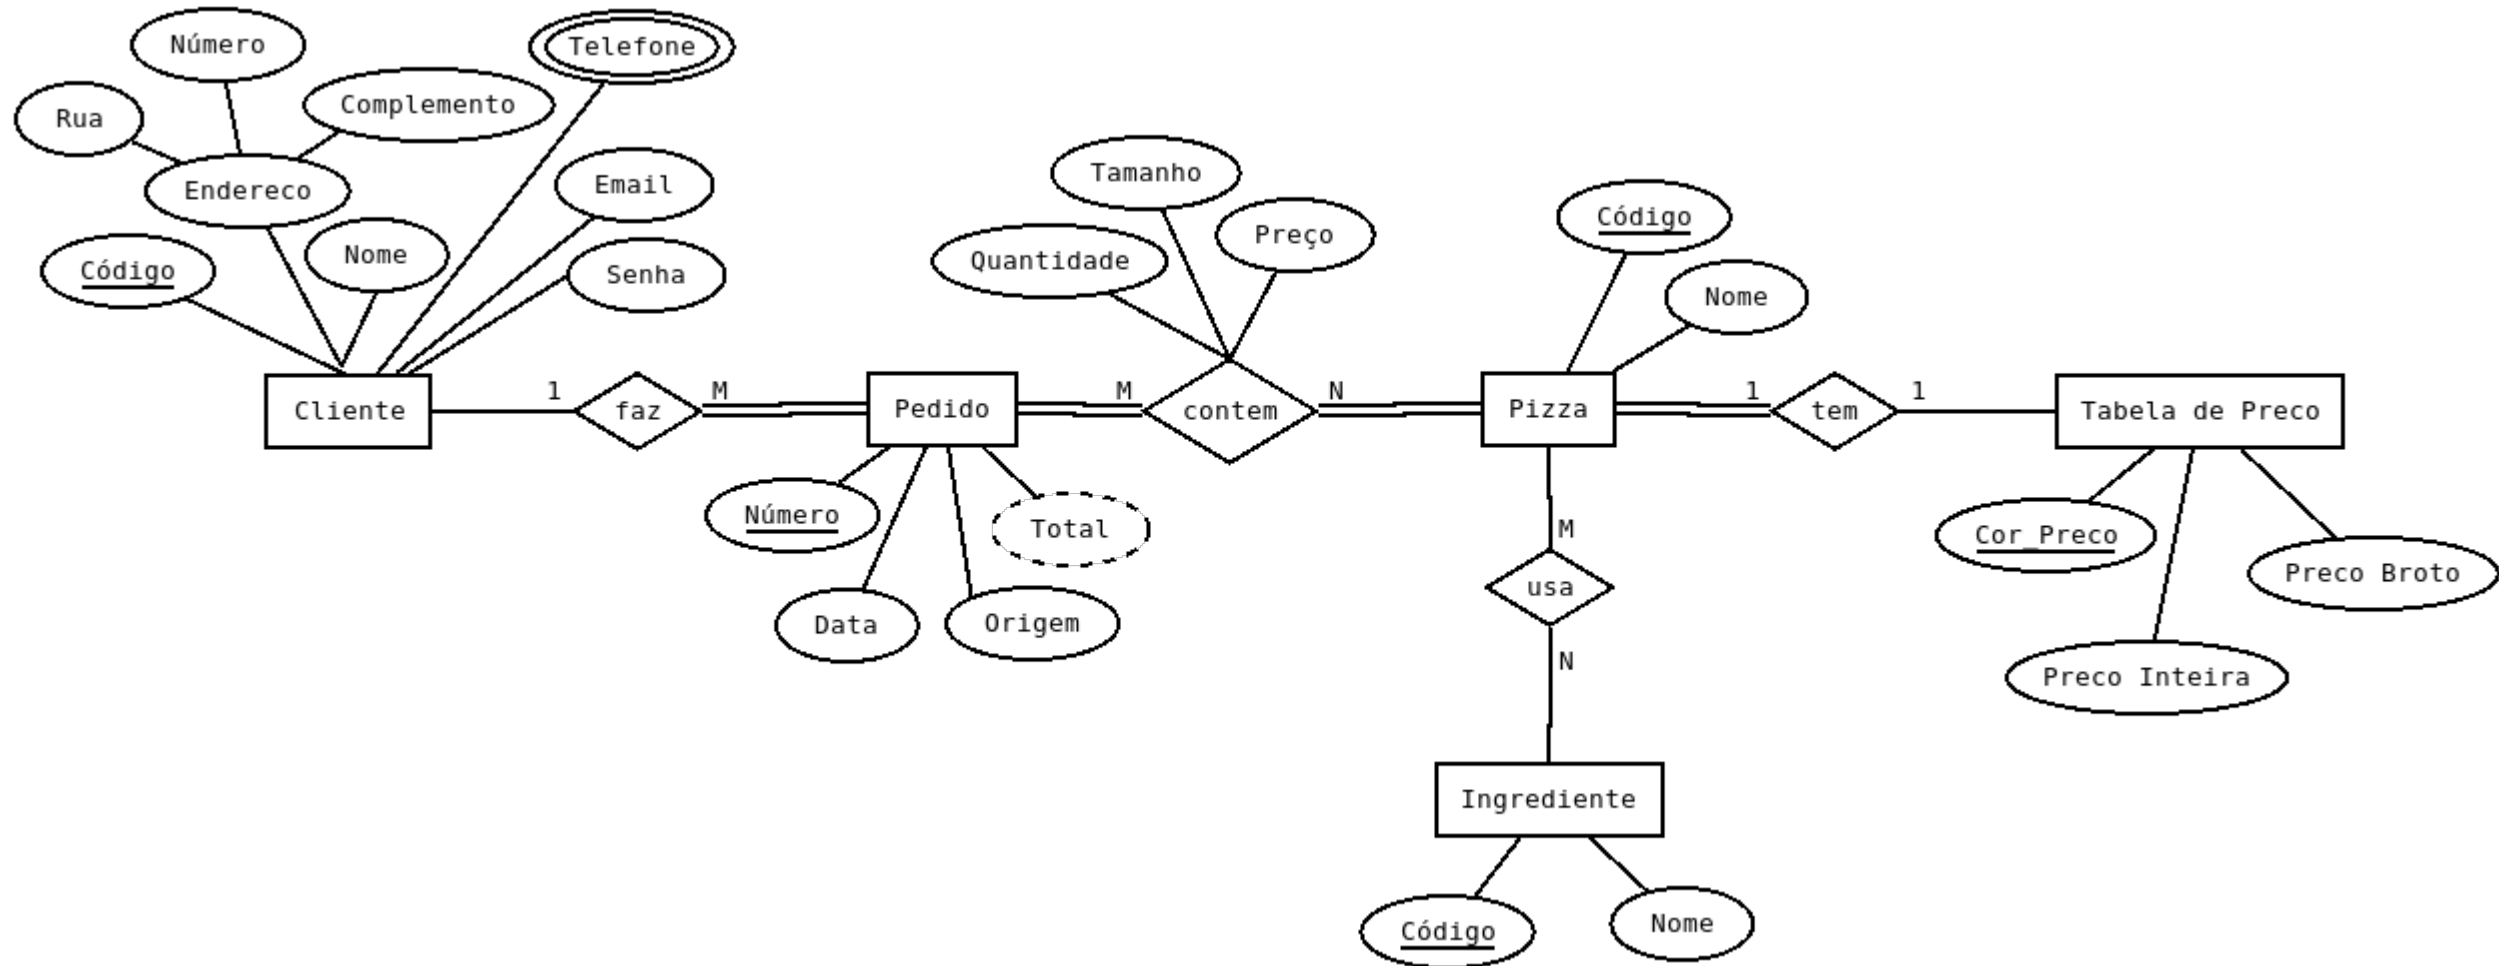 Número
Telefone
Complemento
Rua
Endereco
Email
Código
Nome
Senha
Tamanho
Quantidade
Preço
Código
Nome
Cliente
1
faz
M
Pedido
M
contem
N
Pizza
1
tem
1
Tabela de Preco
Número
Total
Data
Origem
M
usa
N
Cor_Preco
Preco Broto
Preco Inteira
Ingrediente
Código
Nome